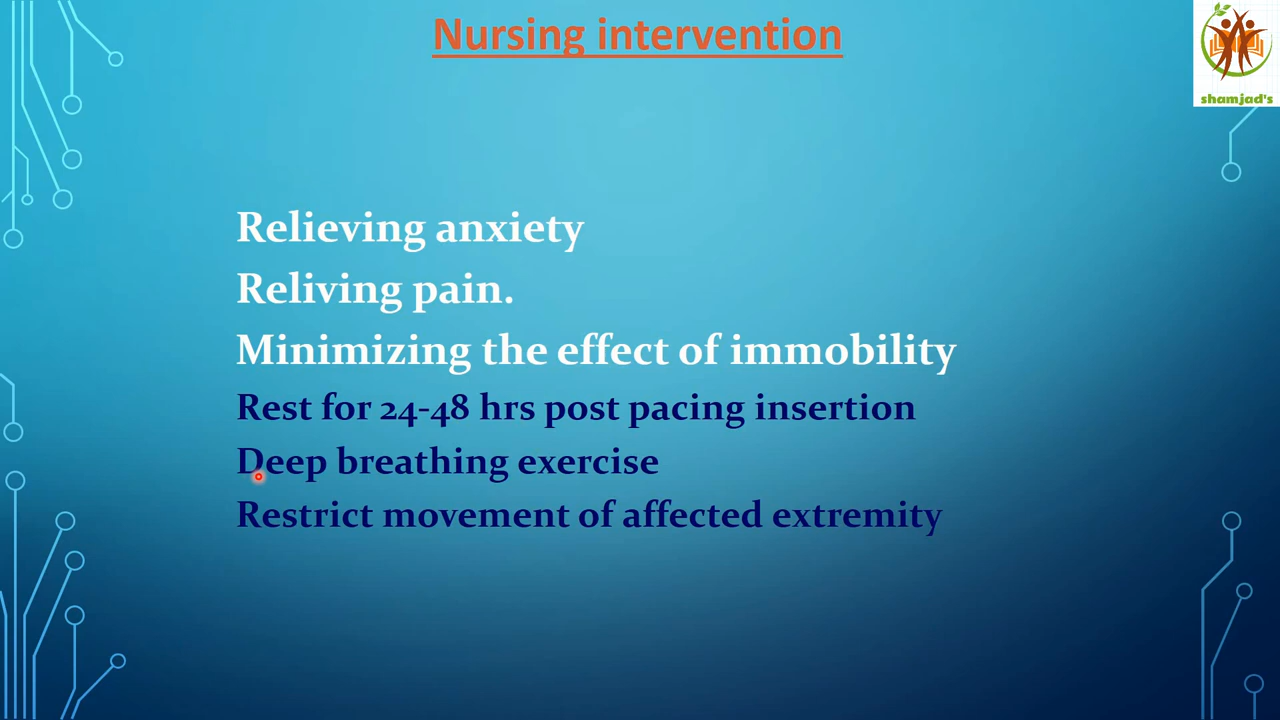 Nursing intervention
shamjad's
Relieving anxiety
Reliving pain.
Minimizing the effect of immobility
Rest for 24-48 hrs post pacing insertion
Deep breathing exercise
Restrict movement of affected extremity